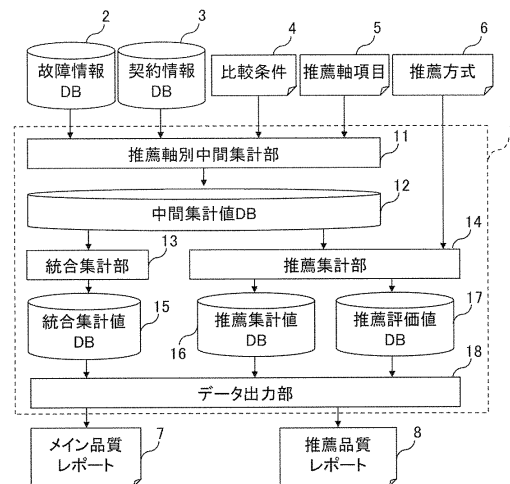 2
3
4
5
6
故障情報
DB
契約情報
DB
比較条件
推薦軸項目
推薦方式
1
推薦軸別中間集計部
11
中間集計値DB
12
統合集計部
13
推薦集計部
14
統合集計値
DB
15
推薦集計値
DB
16
推薦評価値
DB
17
データ出力部
18
メイン品質
レポート
7
推薦品質
レポート
8